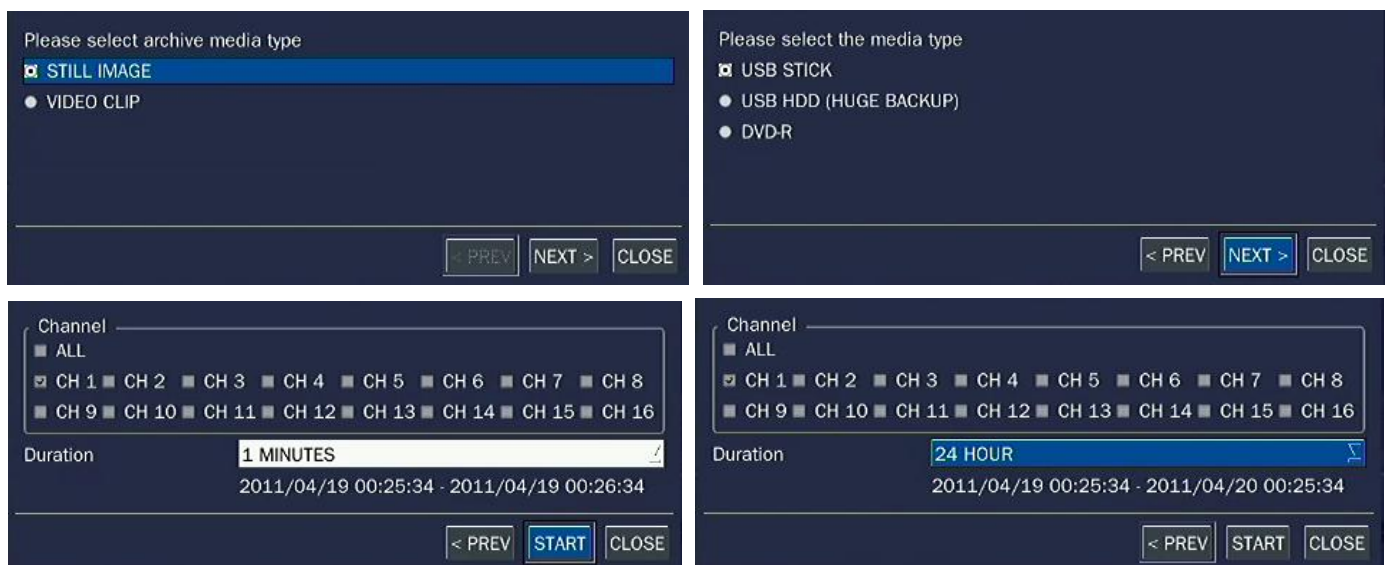 Please select archive media type
STILL IMAGE
VIDEO CLIP
< PREV NEXT > CLOSE
Please select the media type
USB STICK
USB HDD (HUGE BACKUP)
DVD-R
< PREV NEXT > CLOSE
Channel
ALL
CH 1 CH 2 CH 3 CH 4 CH 5 CH 6 CH 7 CH 8
CH 9 CH 10 CH 11 CH 12 CH 13 CH 14 CH 15 CH 16
Duration 1 MINUTES
2011/04/19 00:25:34 - 2011/04/19 00:26:34
< PREV START CLOSE
Channel
ALL
CH 1 CH 2 CH 3 CH 4 CH 5 CH 6 CH 7 CH 8
CH 9 CH 10 CH 11 CH 12 CH 13 CH 14 CH 15 CH 16
Duration 24 HOUR
2011/04/19 00:25:34 - 2011/04/20 00:25:34
< PREV START CLOSE